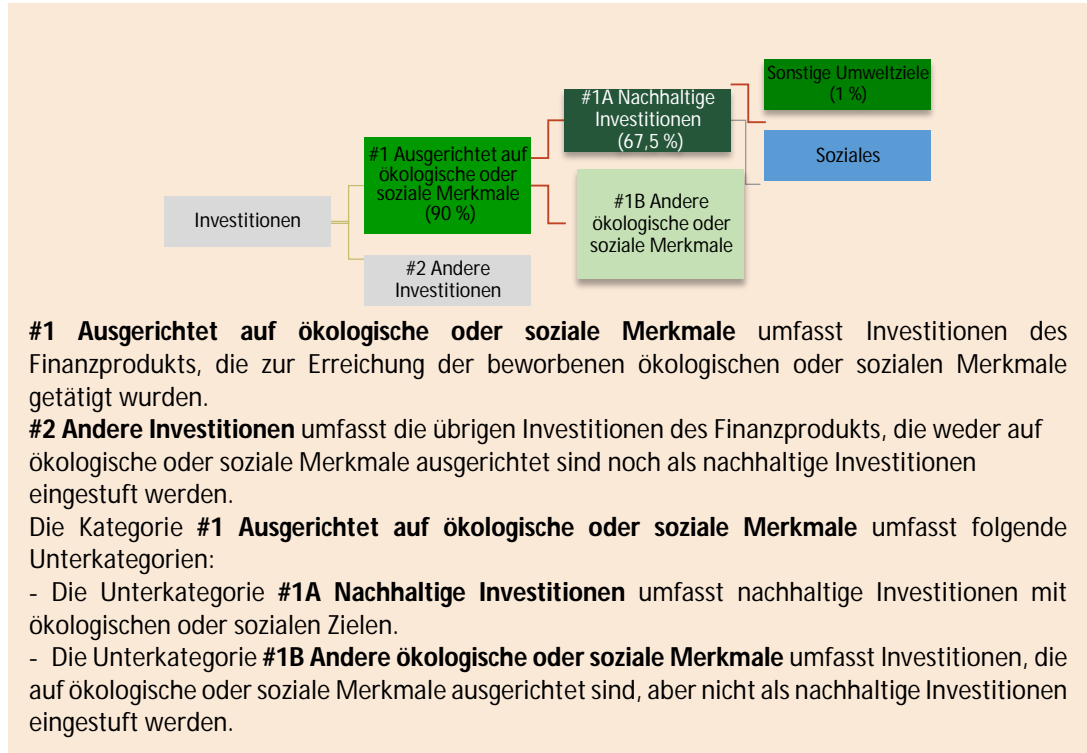 Sonstige Umweltziele
(1 %)
#1A Nachhaltige
Investitionen
(67,5 %)
Soziales
#1 Ausgerichtet auf
ökologische oder
soziale Merkmale
(90 %)
#1B Andere
ökologische oder
soziale Merkmale
Investitionen
#2 Andere
Investitionen
#1 Ausgerichtet auf ökologische oder soziale Merkmale umfasst Investitionen des
Finanzprodukts, die zur Erreichung der beworbenen ökologischen oder sozialen Merkmale
getätigt wurden.
#2 Andere Investitionen umfasst die übrigen Investitionen des Finanzprodukts, die weder auf
ökologische oder soziale Merkmale ausgerichtet sind noch als nachhaltige Investitionen
eingestuft werden.
Die Kategorie #1 Ausgerichtet auf ökologische oder soziale Merkmale umfasst folgende
Unterkategorien:
- Die Unterkategorie #1A Nachhaltige Investitionen umfasst nachhaltige Investitionen mit
ökologischen oder sozialen Zielen.
- Die Unterkategorie #1B Andere ökologische oder soziale Merkmale umfasst Investitionen, die
auf ökologische oder soziale Merkmale ausgerichtet sind, aber nicht als nachhaltige Investitionen
eingestuft werden.